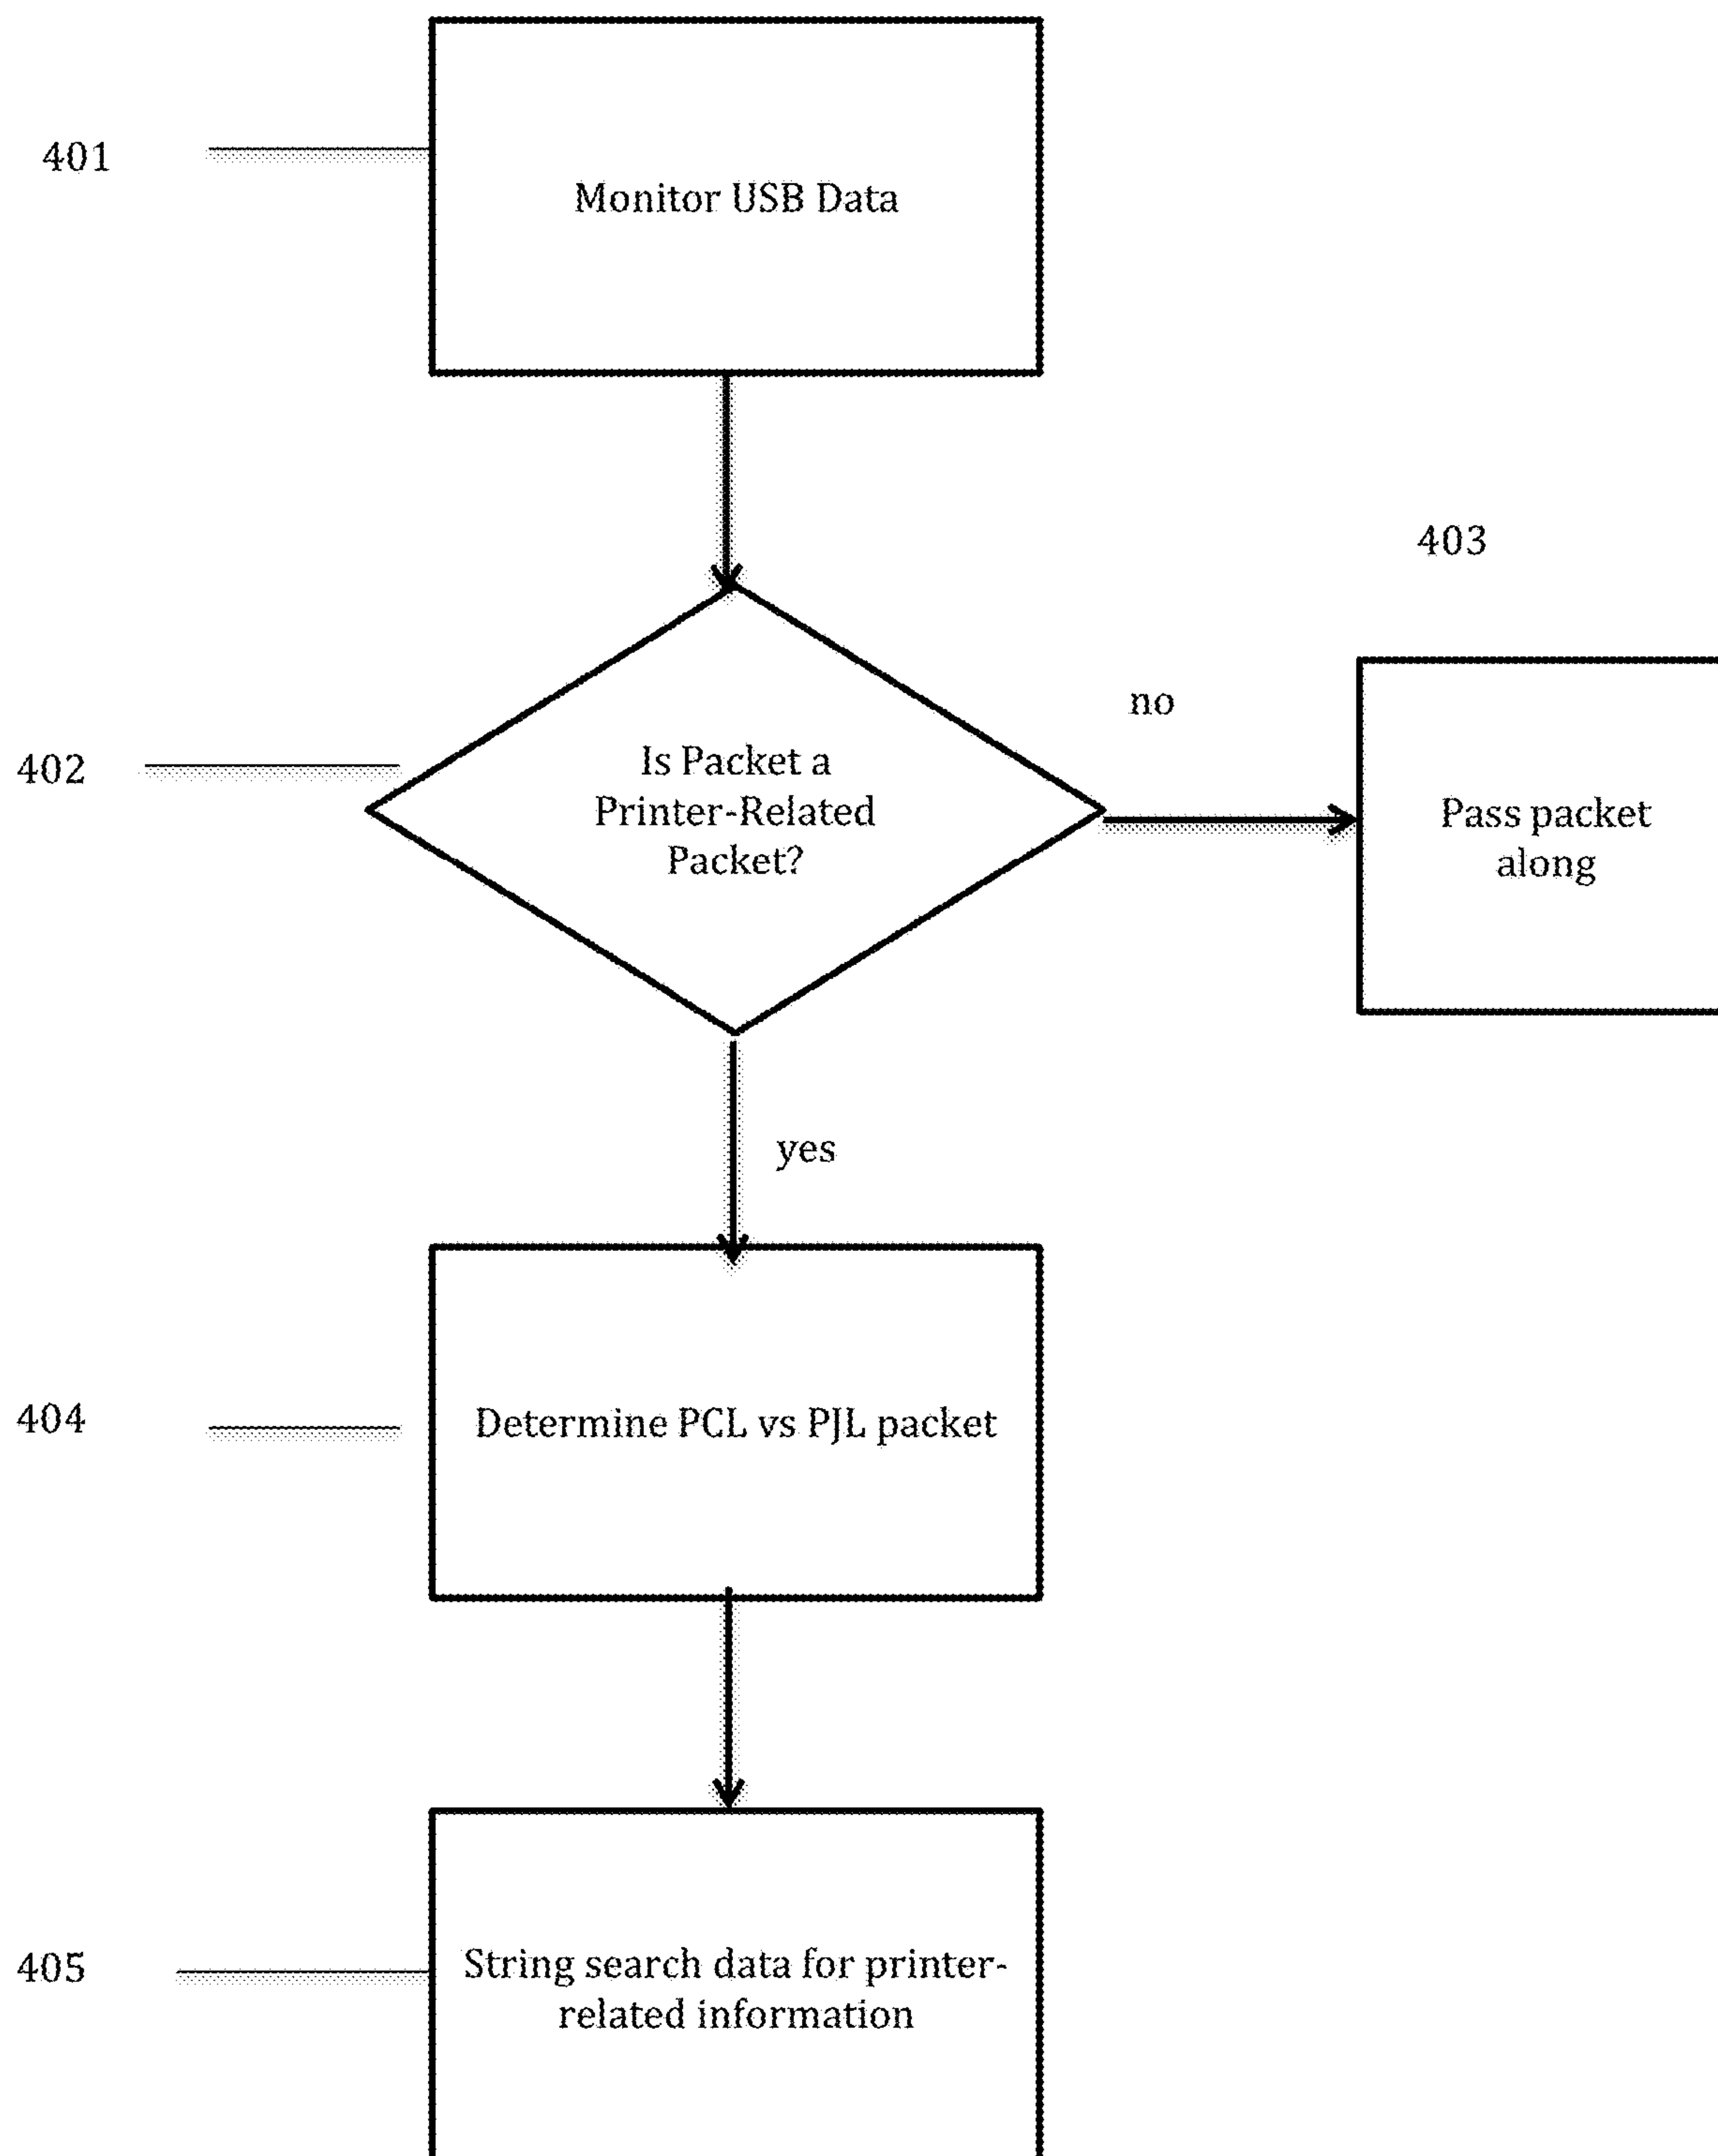 401
Monitor USB Data
403
no
402
Is Packet a
Printer-Related
Packet?
Pass packet
along
yes
404
Determine PCL vs PJL packet
405
String search data for printer-
related information